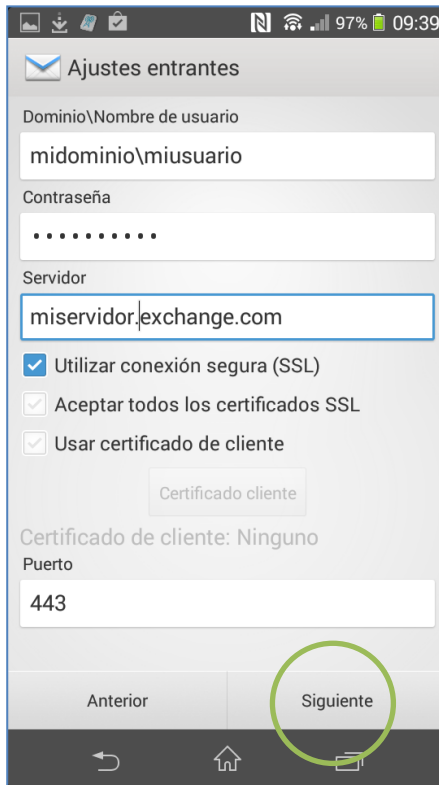 97% 09:39
Ajustes entrantes
Dominio\Nombre de usuario
midominio\miusuario
Contraseña
••••••••••
Servidor
miservidor.exchange.com
Utilizar conexión segura (SSL)
Aceptar todos los certificados SSL
Usar certificado de cliente
Certificado cliente
Certificado de cliente: Ninguno
Puerto
443
Anterior Siguiente